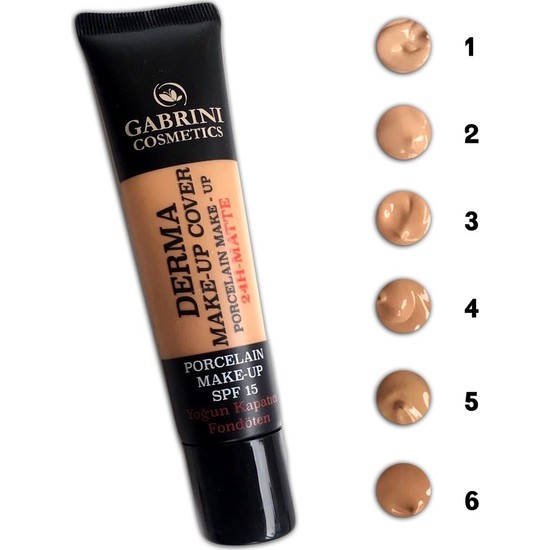 GABRINI
COSMETICS
DERMA
MAKE-UP COVER
PORCELAIN MAKE - UP
24H-MATTE
PORCELAIN
MAKE-UP
SPF 15
Yoğun Kapatıcı
Fondöten
1
2
3
4
5
6